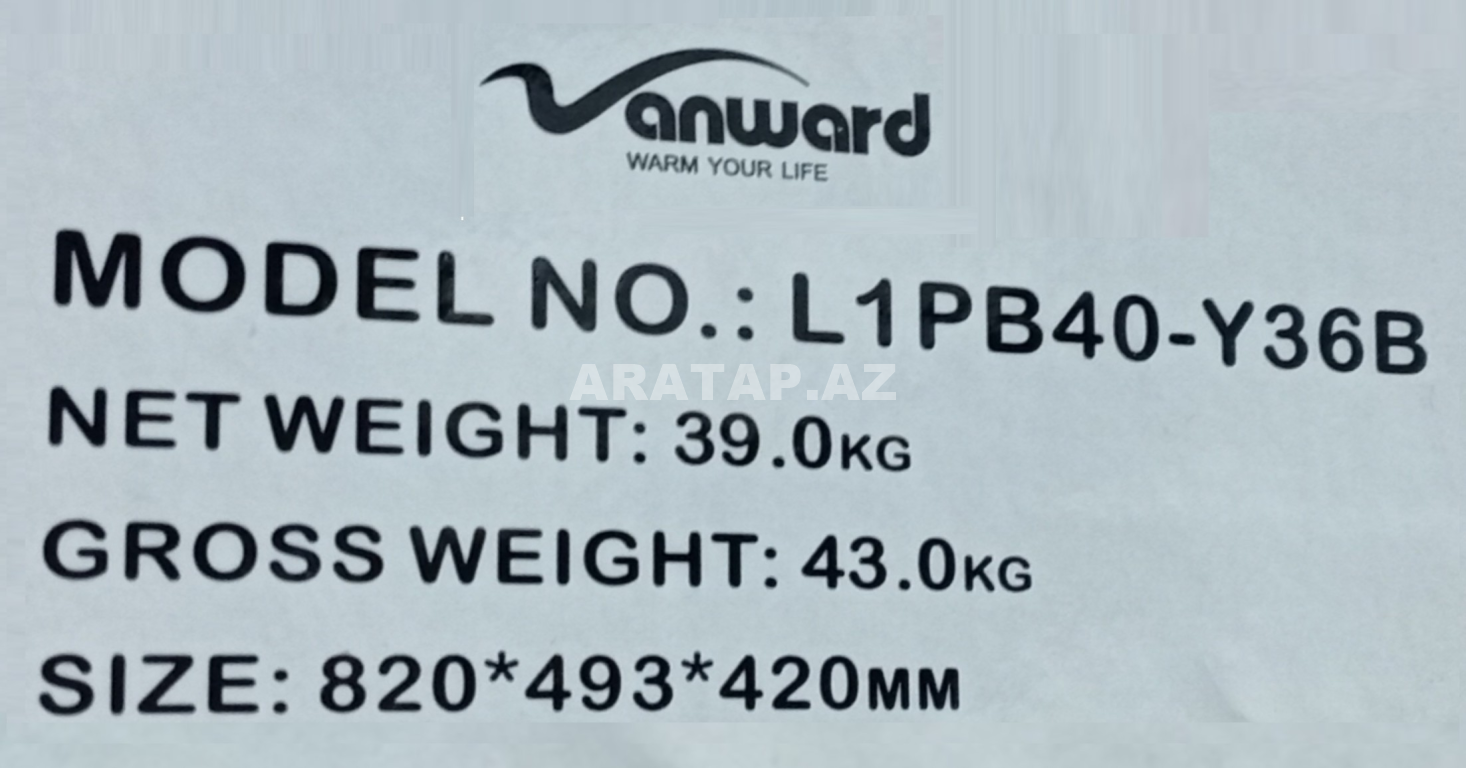 Vanward
WARM YOUR LIFE
MODEL NO.: L1PB40-Y36B
ARATAP.AZ
NET WEIGHT: 39.0KG
GROSS WEIGHT: 43.0KG
SIZE: 820*493*420MM